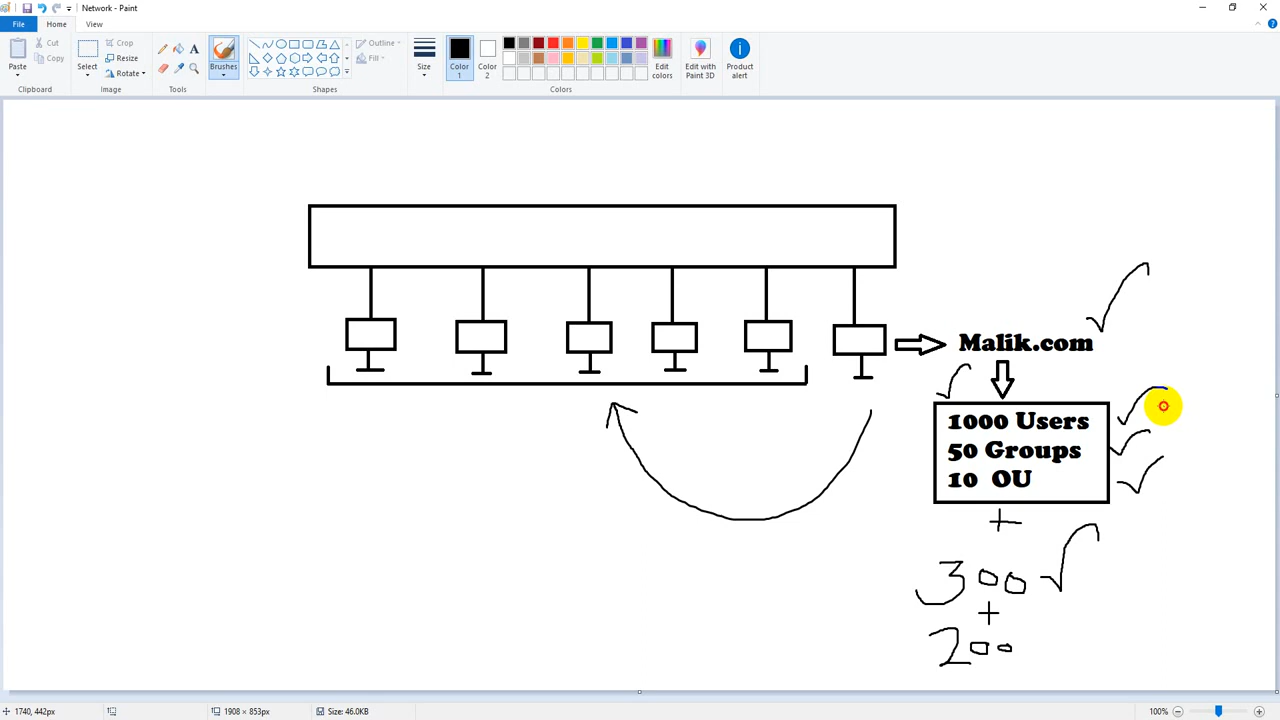 Network - Paint
File Home View
Paste
Cut
Copy
Clipboard
Select
Crop
Resize
Rotate
Image
A
Tools
Brushes
Outline
Fill
Shapes
Size
Color 1
Color 2
Edit colors
Colors
Edit with Paint 3D
Product alert
Malik.com
1000 Users
50 Groups
10 OU
+
300
+
200
1740, 442px
1908 × 853px
Size: 46.0KB
100%